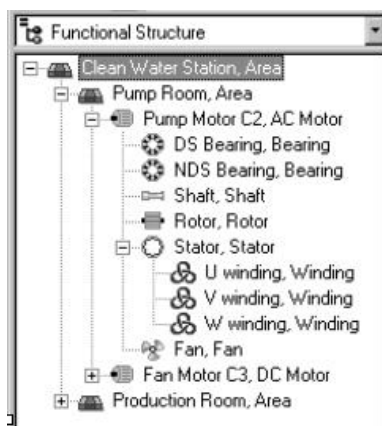 Functional Structure
Clean Water Station, Area
Pump Room, Area
Pump Motor C2, AC Motor
DS Bearing, Bearing
NDS Bearing, Bearing
Shaft, Shaft
Rotor, Rotor
Stator, Stator
U winding, Winding
V winding, Winding
W winding, Winding
Fan, Fan
Fan Motor C3, DC Motor
Production Room, Area